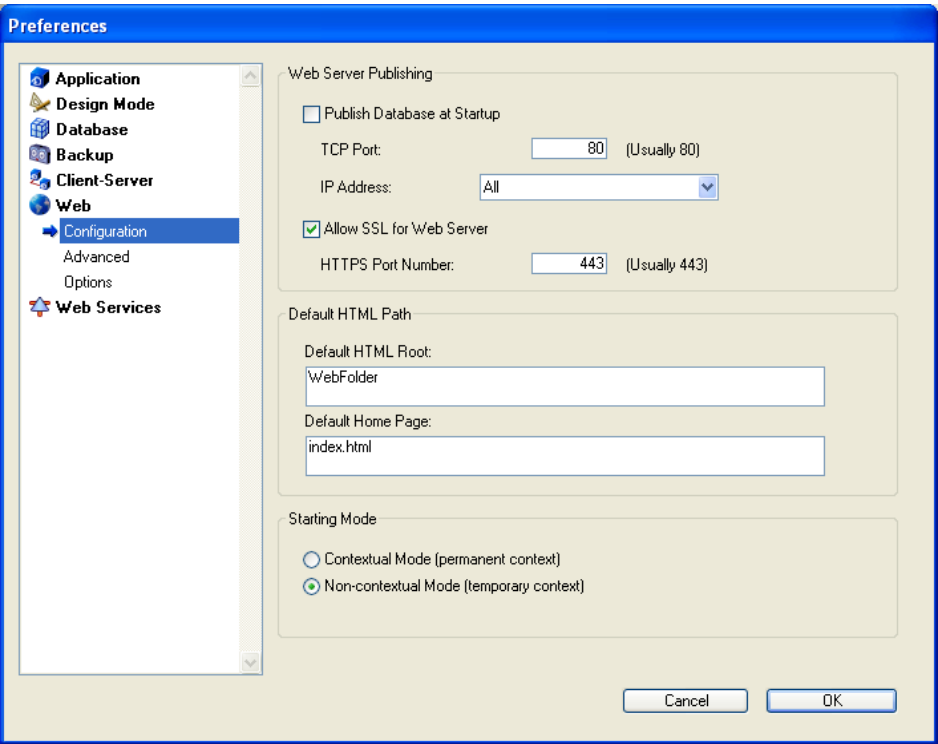 Preferences
Application
Design Mode
Database
Backup
Client-Server
Web
Configuration
Advanced
Options
Web Services
Web Server Publishing
Publish Database at Startup
TCP Port: 80 (Usually 80)
IP Address: All
Allow SSL for Web Server
HTTPS Port Number: 443 (Usually 443)
Default HTML Path
Default HTML Root:
WebFolder
Default Home Page:
index.html
Starting Mode
Contextual Mode (permanent context)
Non-contextual Mode (temporary context)
Cancel OK